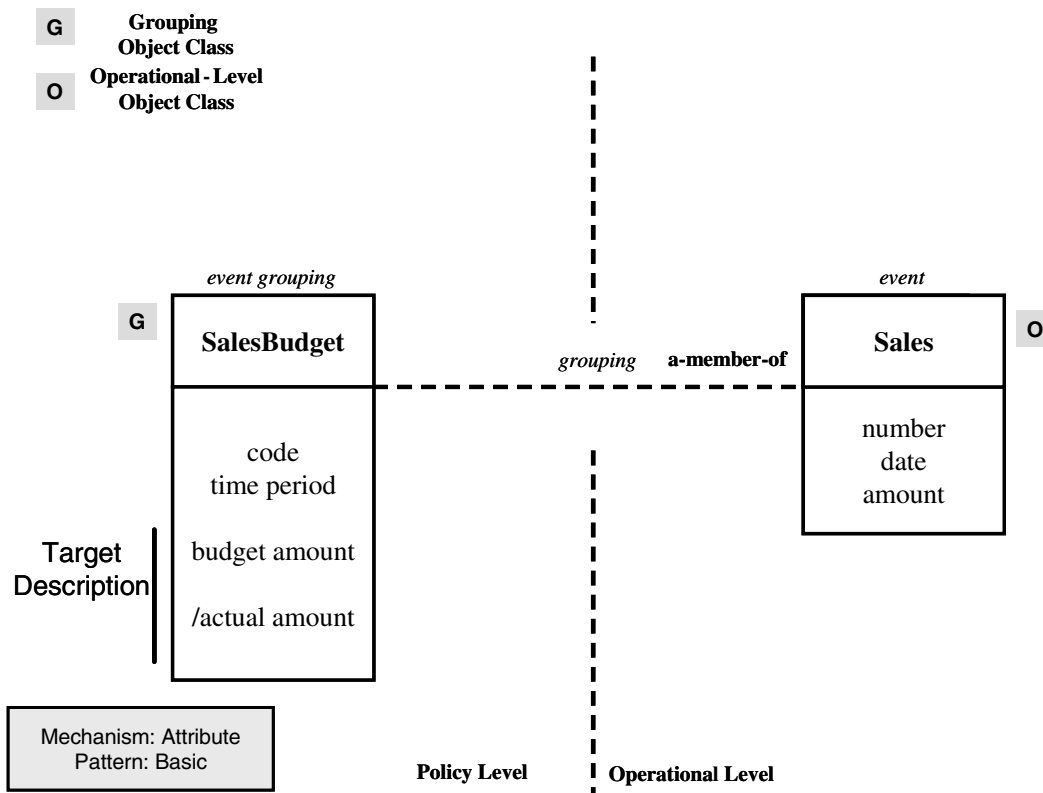 G
Grouping
Object Class
O
Operational-Level
Object Class
event grouping
event
G
SalesBudget
Sales
O
grouping
a-member-of
code
time period
budget amount
/actual amount
number
date
amount
Target
Description
Mechanism: Attribute
Pattern: Basic
Policy Level
Operational Level